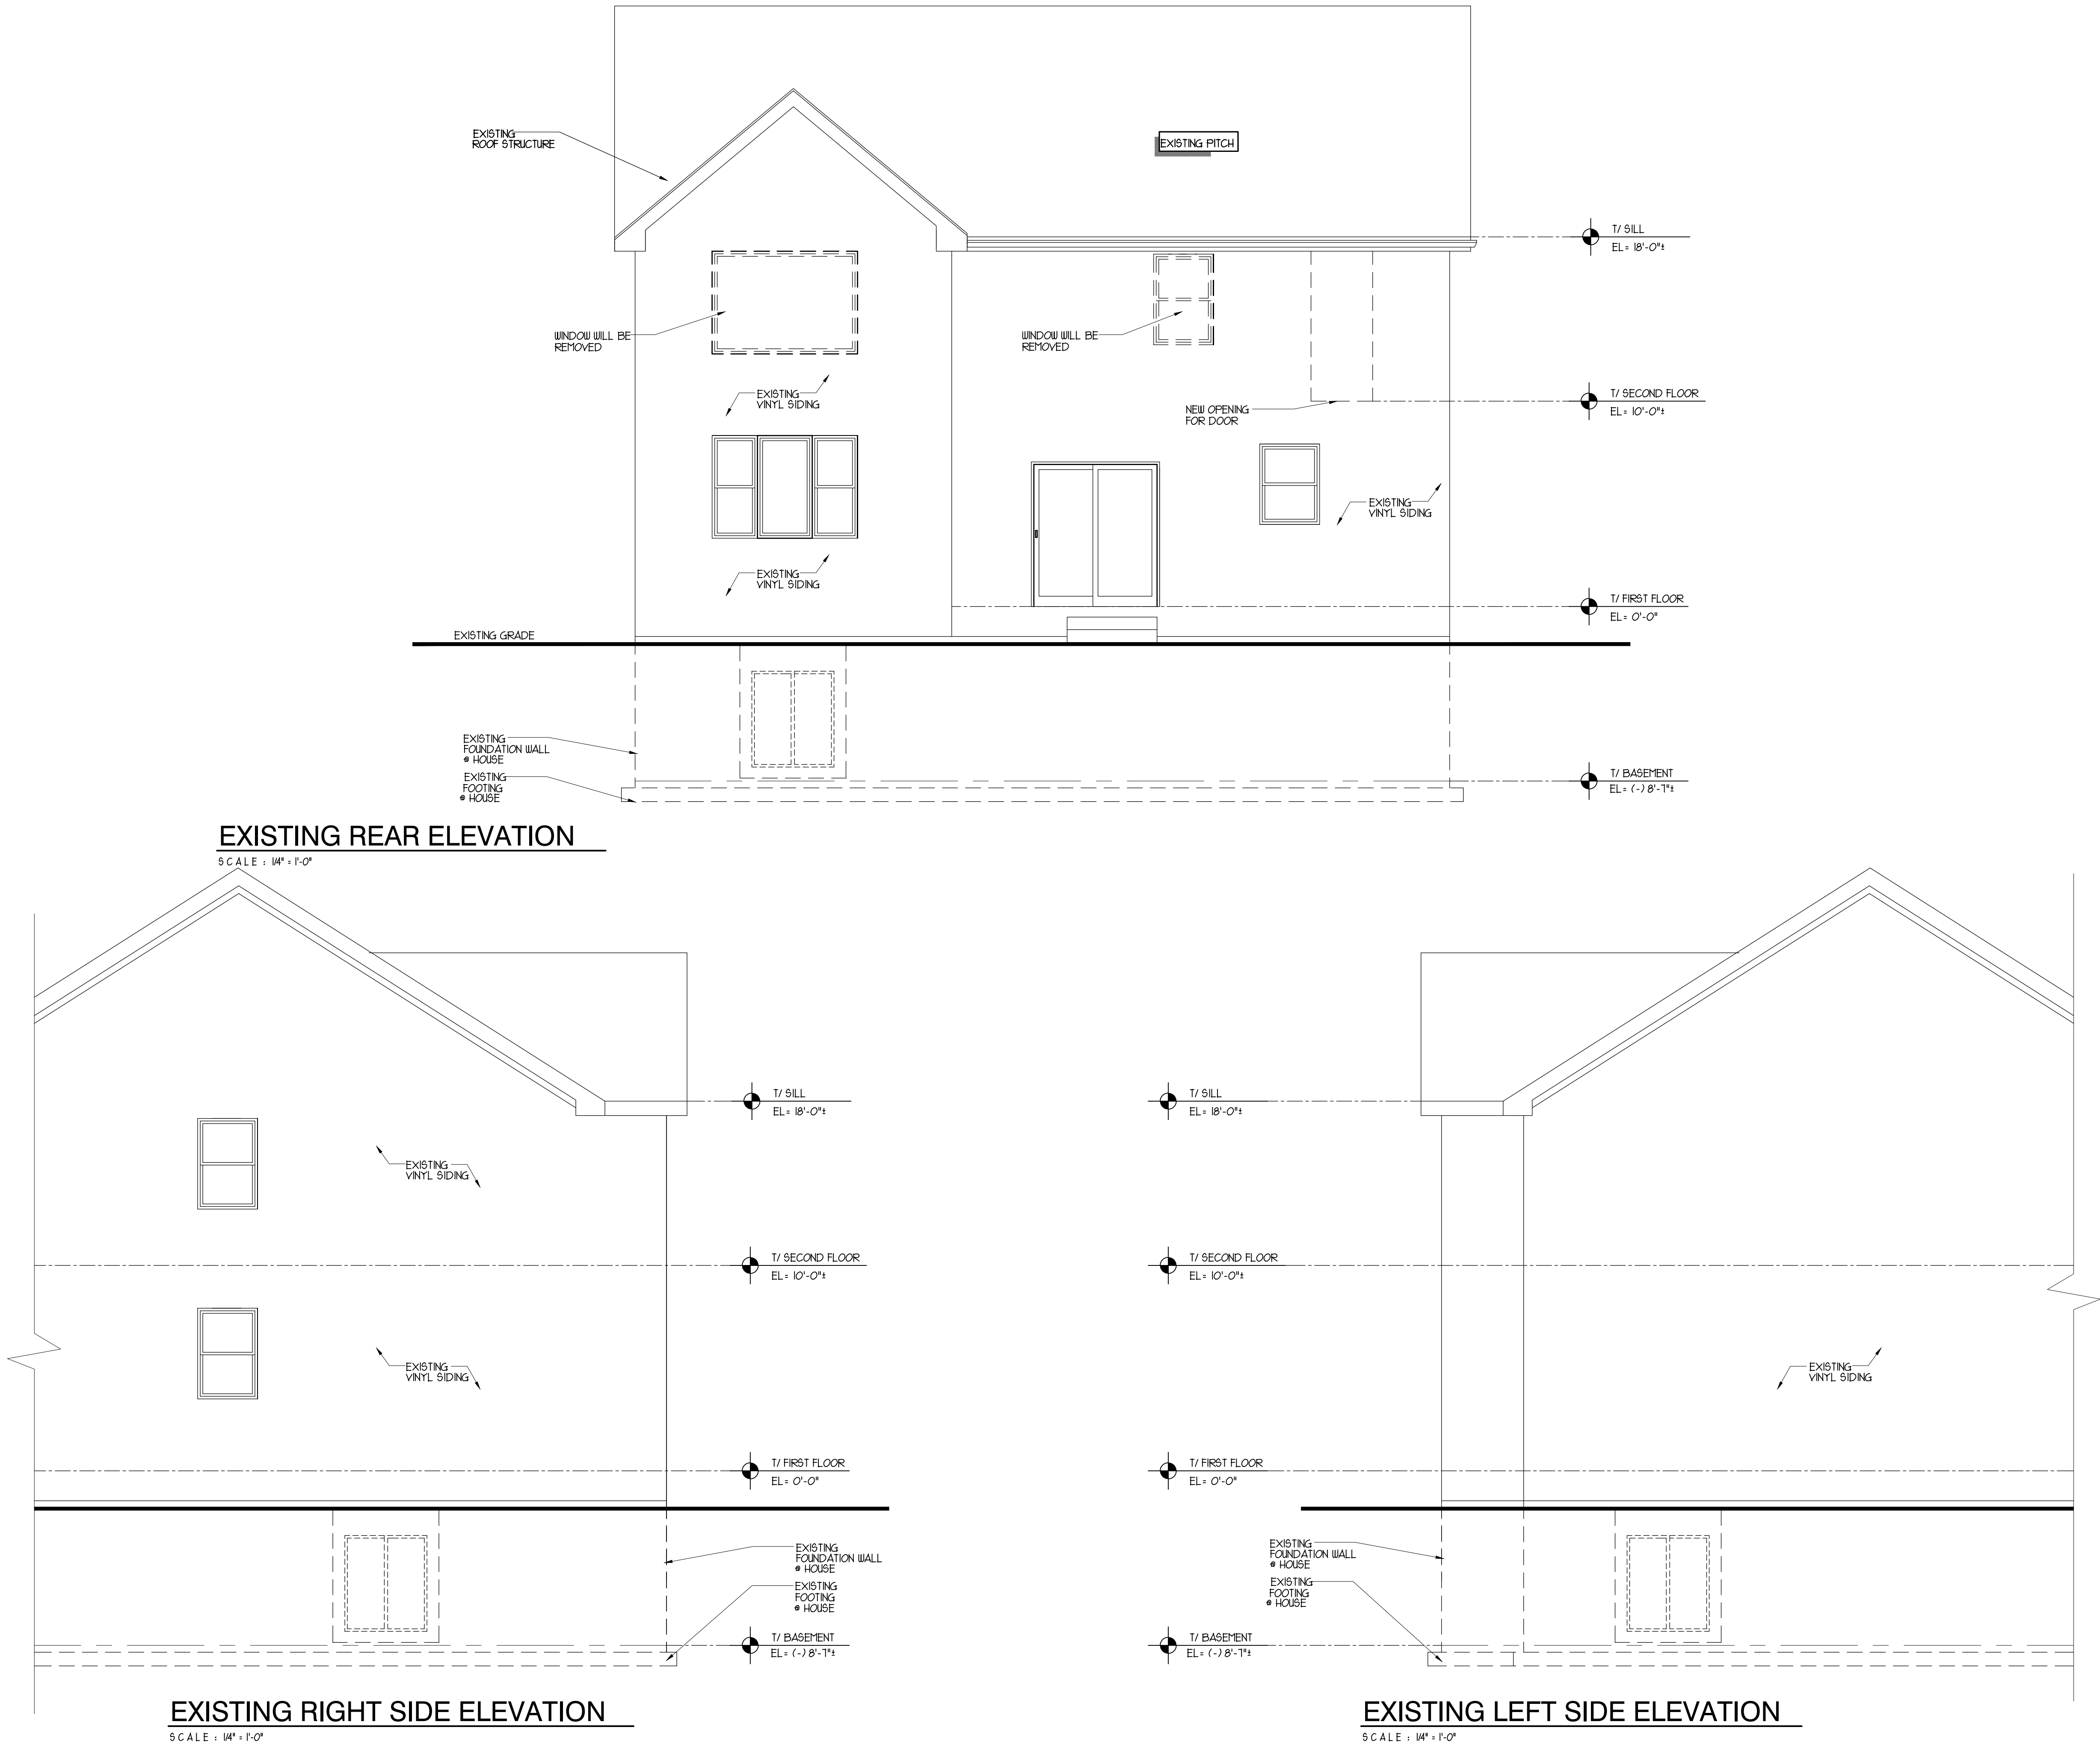 EXISTING
ROOF STRUCTURE
EXISTING PITCH
T/ SILL
EL= 18'-0"±
WINDOW WILL BE
REMOVED
WINDOW WILL BE
REMOVED
EXISTING
VINYL SIDING
NEW OPENING
FOR DOOR
T/ SECOND FLOOR
EL= 10'-0"±
EXISTING
VINYL SIDING
EXISTING
VINYL SIDING
T/ FIRST FLOOR
EL= 0'-0"
EXISTING GRADE
EXISTING
FOUNDATION WALL
@ HOUSE
EXISTING
FOOTING
@ HOUSE
T/ BASEMENT
EL= (-) 8'-7"±
EXISTING REAR ELEVATION
SCALE : 1/4" = 1'-0"
T/ SILL
EL= 18'-0"±
EXISTING
VINYL SIDING
T/ SECOND FLOOR
EL= 10'-0"±
EXISTING
VINYL SIDING
T/ FIRST FLOOR
EL= 0'-0"
EXISTING
FOUNDATION WALL
@ HOUSE
EXISTING
FOOTING
@ HOUSE
T/ BASEMENT
EL= (-) 8'-7"±
EXISTING RIGHT SIDE ELEVATION
SCALE : 1/4" = 1'-0"
T/ SILL
EL= 18'-0"±
T/ SECOND FLOOR
EL= 10'-0"±
EXISTING
VINYL SIDING
T/ FIRST FLOOR
EL= 0'-0"
EXISTING
FOUNDATION WALL
@ HOUSE
EXISTING
FOOTING
@ HOUSE
T/ BASEMENT
EL= (-) 8'-7"±
EXISTING LEFT SIDE ELEVATION
SCALE : 1/4" = 1'-0"